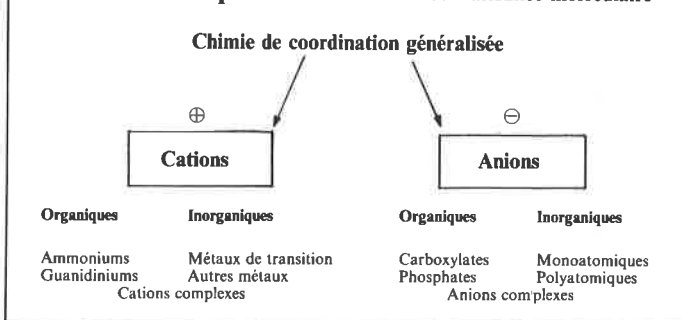 Chimie de coordination généralisée
⊕ ⊖
Cations Anions
Organiques Inorganiques Organiques Inorganiques
Ammoniums Métaux de transition Carboxylates Monoatomiques
Guanidiniums Autres métaux Phosphates Polyatomiques
Cations complexes Anions complexes